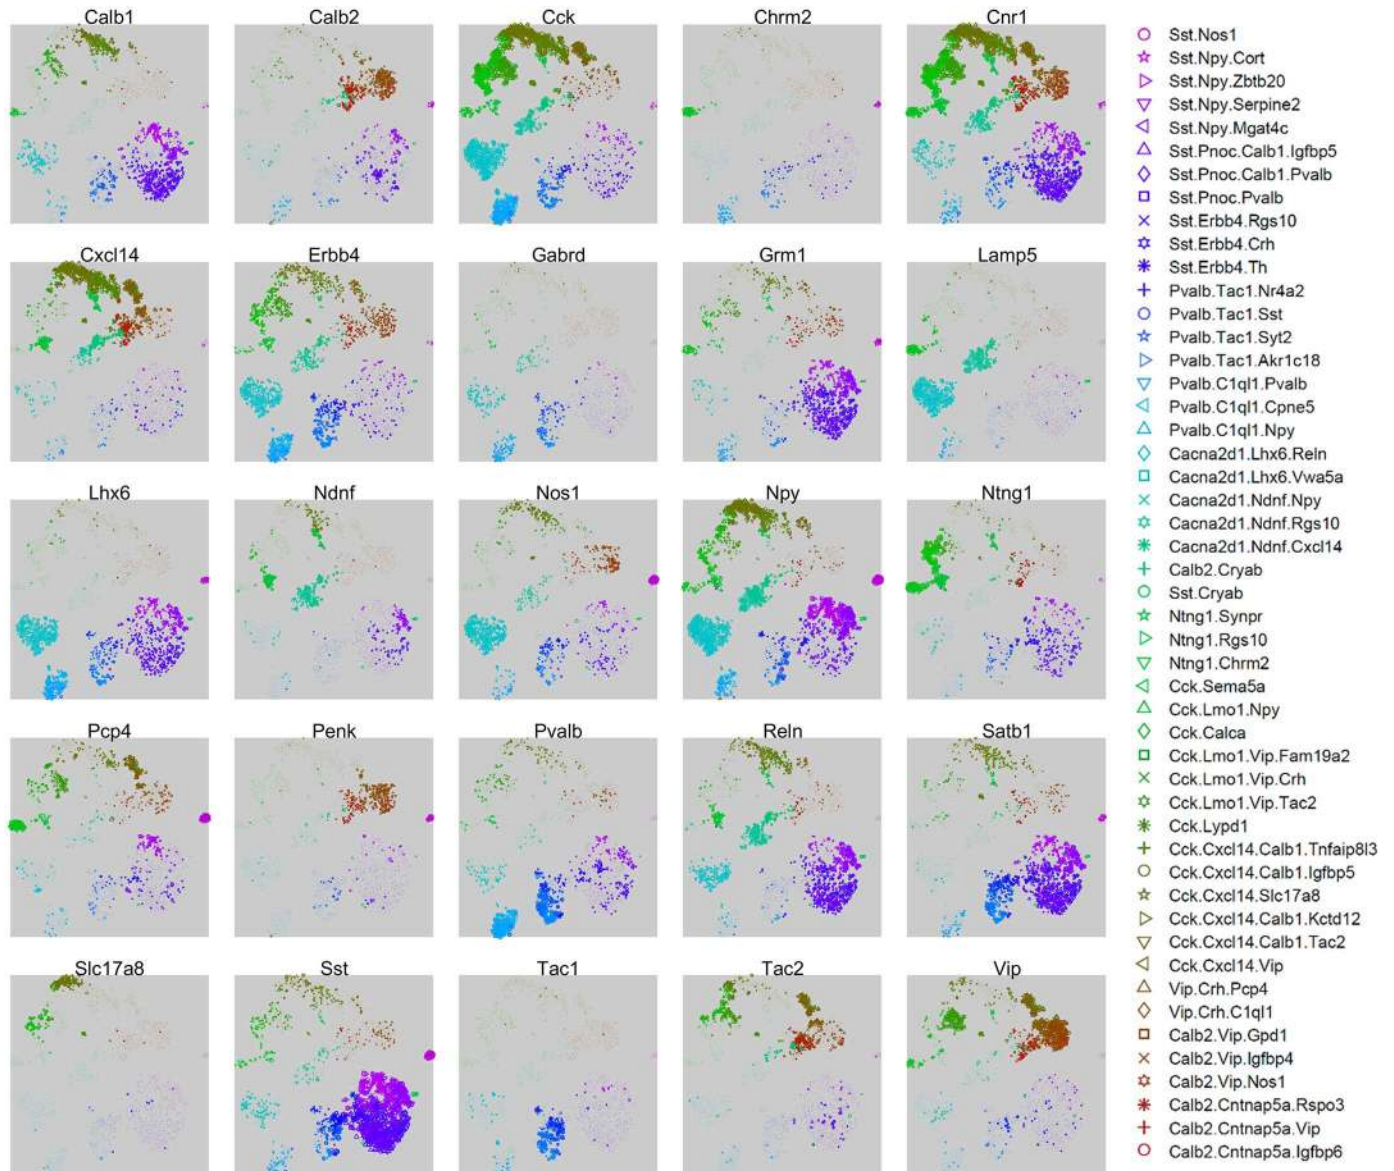 Calb1 Calb2 Cck Chrm2 Cnr1
Cxcl14 Erbb4 Gabrd Grm1 Lamp5
Lhx6 Ndnf Nos1 Npy Ntng1
Pcp4 Penk Pvalb Reln Satb1
Slc17a8 Sst Tac1 Tac2 Vip
Sst.Nos1
Sst.Npy.Cort
Sst.Npy.Zbtb20
Sst.Npy.Serpine2
Sst.Npy.Mgat4c
Sst.Pnoc.Calb1.Igfbp5
Sst.Pnoc.Calb1.Pvalb
Sst.Pnoc.Pvalb
Sst.Erbb4.Rgs10
Sst.Erbb4.Crh
Sst.Erbb4.Th
Pvalb.Tac1.Nr4a2
Pvalb.Tac1.Sst
Pvalb.Tac1.Syt2
Pvalb.Tac1.Akr1c18
Pvalb.C1ql1.Pvalb
Pvalb.C1ql1.Cpne5
Pvalb.C1ql1.Npy
Cacna2d1.Lhx6.Reln
Cacna2d1.Lhx6.Vwa5a
Cacna2d1.Ndnf.Npy
Cacna2d1.Ndnf.Rgs10
Cacna2d1.Ndnf.Cxcl14
Calb2.Cryab
Sst.Cryab
Ntng1.Synpr
Ntng1.Rgs10
Ntng1.Chrm2
Cck.Sema5a
Cck.Lmo1.Npy
Cck.Calca
Cck.Lmo1.Vip.Fam19a2
Cck.Lmo1.Vip.Crh
Cck.Lmo1.Vip.Tac2
Cck.Lypd1
Cck.Cxcl14.Calb1.Tnfaip8l3
Cck.Cxcl14.Calb1.Igfbp5
Cck.Cxcl14.Slc17a8
Cck.Cxcl14.Calb1.Kctd12
Cck.Cxcl14.Calb1.Tac2
Cck.Cxcl14.Vip
Vip.Crh.Pcp4
Vip.Crh.C1ql1
Calb2.Vip.Gpd1
Calb2.Vip.Igfbp4
Calb2.Vip.Nos1
Calb2.Cntnap5a.Rspo3
Calb2.Cntnap5a.Vip
Calb2.Cntnap5a.Igfbp6